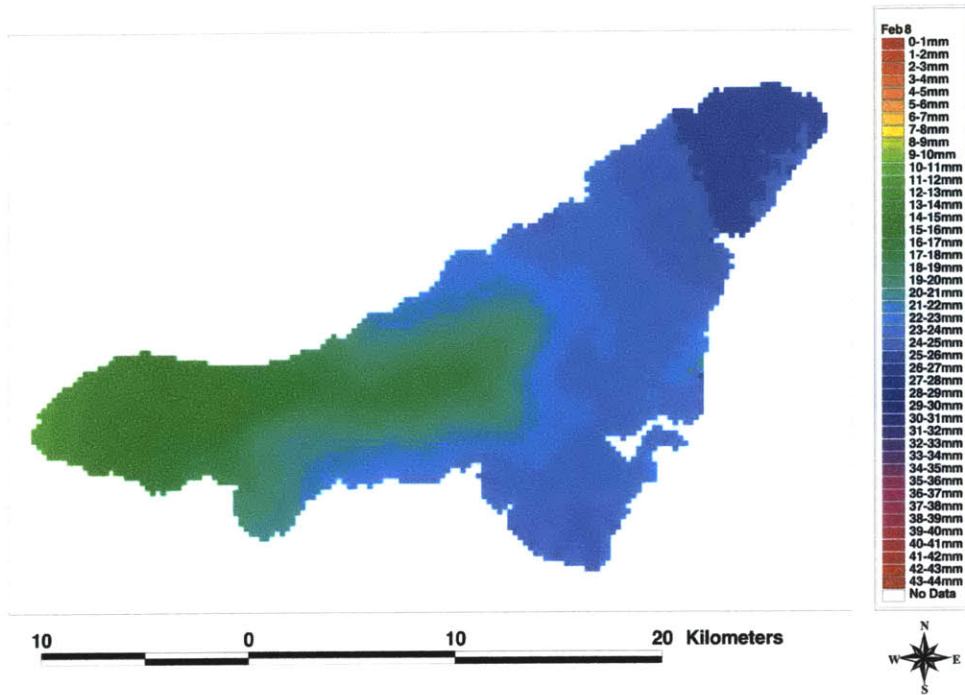 Feb 8
0-1mm
1-2mm
2-3mm
3-4mm
4-5mm
5-6mm
6-7mm
7-8mm
8-9mm
9-10mm
10-11mm
11-12mm
12-13mm
13-14mm
14-15mm
15-16mm
16-17mm
17-18mm
18-19mm
19-20mm
20-21mm
21-22mm
22-23mm
23-24mm
24-25mm
25-26mm
26-27mm
27-28mm
28-29mm
29-30mm
30-31mm
31-32mm
32-33mm
33-34mm
34-35mm
35-36mm
36-37mm
37-38mm
38-39mm
39-40mm
40-41mm
41-42mm
42-43mm
43-44mm
No Data
10 0 10 20 Kilometers
N
W E
S